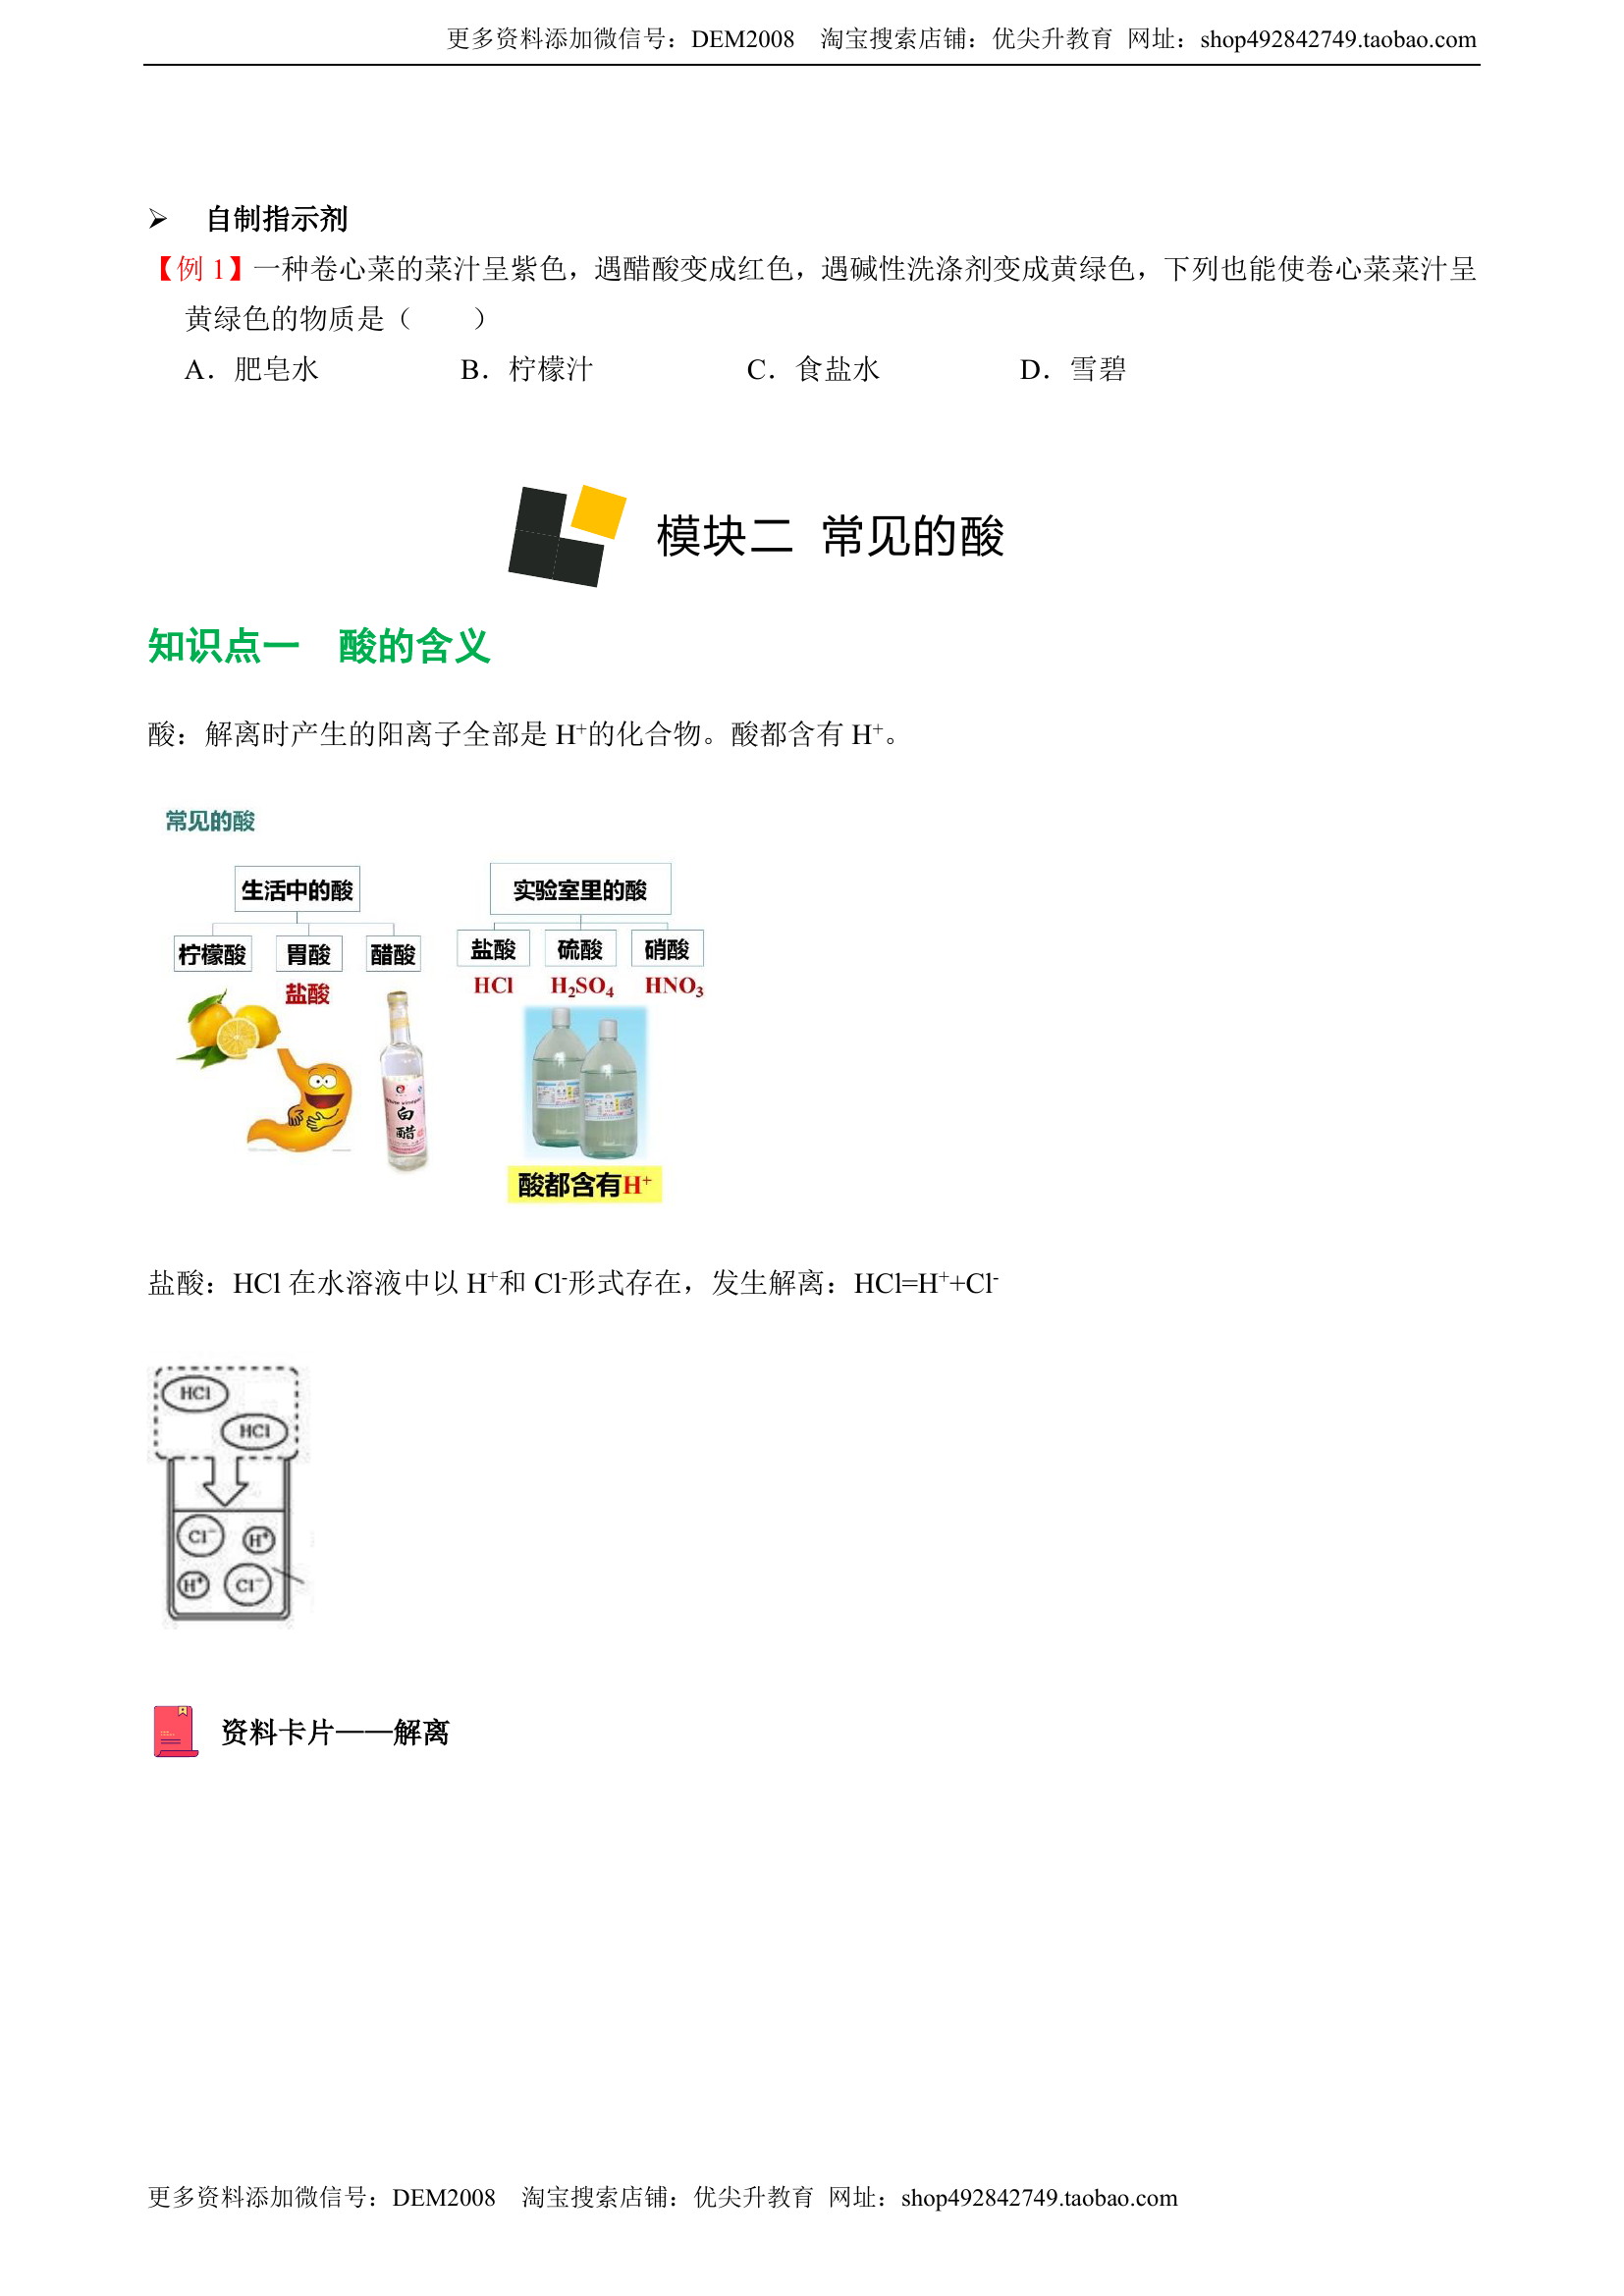 更多资料添加微信号：DEM2008　淘宝搜索店铺：优尖升教育 网址：shop492842749.taobao.com
➢ 自制指示剂
【例 1】一种卷心菜的菜汁呈紫色，遇醋酸变成红色，遇碱性洗涤剂变成黄绿色，下列也能使卷心菜菜汁呈
黄绿色的物质是（　　）
A．肥皂水 B．柠檬汁 C．食盐水 D．雪碧
模块二 常见的酸
知识点一　酸的含义
酸：解离时产生的阳离子全部是 H⁺的化合物。酸都含有 H⁺。
常见的酸
生活中的酸 实验室里的酸
柠檬酸 胃酸 醋酸 盐酸 硫酸 硝酸
盐酸 HCl H₂SO₄ HNO₃
白醋
酸都含有H⁺
盐酸：HCl 在水溶液中以 H⁺和 Cl⁻形式存在，发生解离：HCl=H⁺+Cl⁻
HCl
HCl
Cl⁻ H⁺
H⁺ Cl⁻
资料卡片——解离
更多资料添加微信号：DEM2008　淘宝搜索店铺：优尖升教育 网址：shop492842749.taobao.com